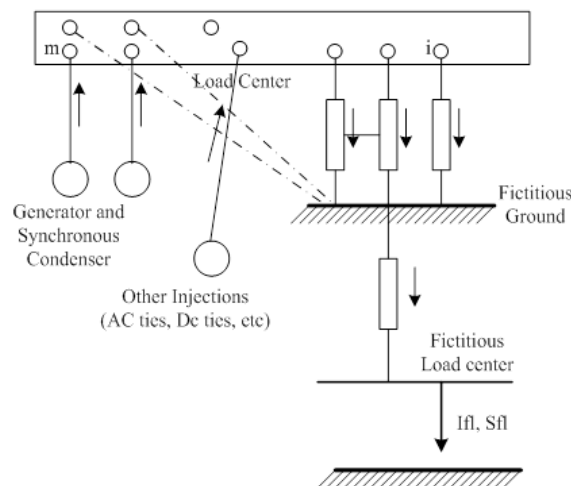 m
Load Center
i
Generator and
Synchronous
Condenser
Fictitious
Ground
Other Injections
(AC ties, Dc ties, etc)
Fictitious
Load center
Ifl, Sfl